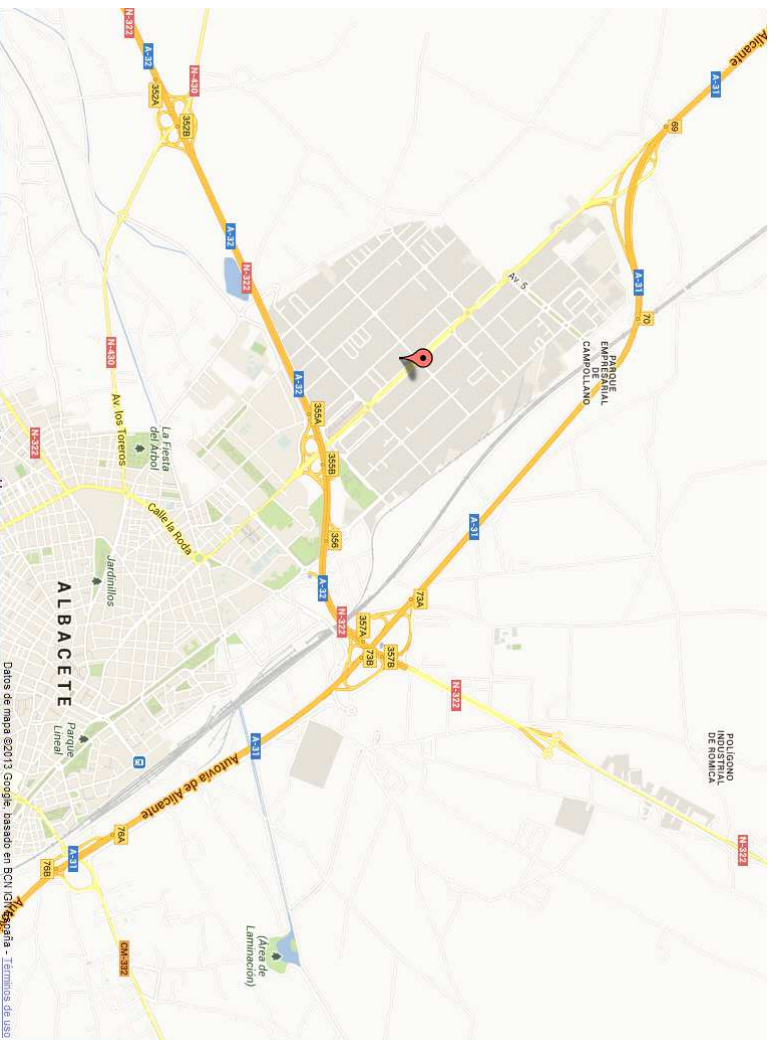 Alicante
N-322
A-31
POLÍGONO
INDUSTRIAL
DE ROMICA
69
70
A-31
PARQUE
EMPRESARIAL
DE
CAMPOLLANO
Av. 5
A-31
N-322
73A
357B
357A
73B
N-322
356
355B
355A
A-32
A-32
A-31
(Área de
Laminación)
N-322
A-32
Autovía de Alicante
N-430
352B
352A
A-32
N-322
Calle la Roda
La Fiesta
del Árbol
CM-332
76A
N-430
Av. los Toreros
Jardinillos
ALBACETE
Parque
Lineal
A-31
76B
N-322
Datos de mapa ©2013 Google, basado en BCN IGN España - Términos de uso